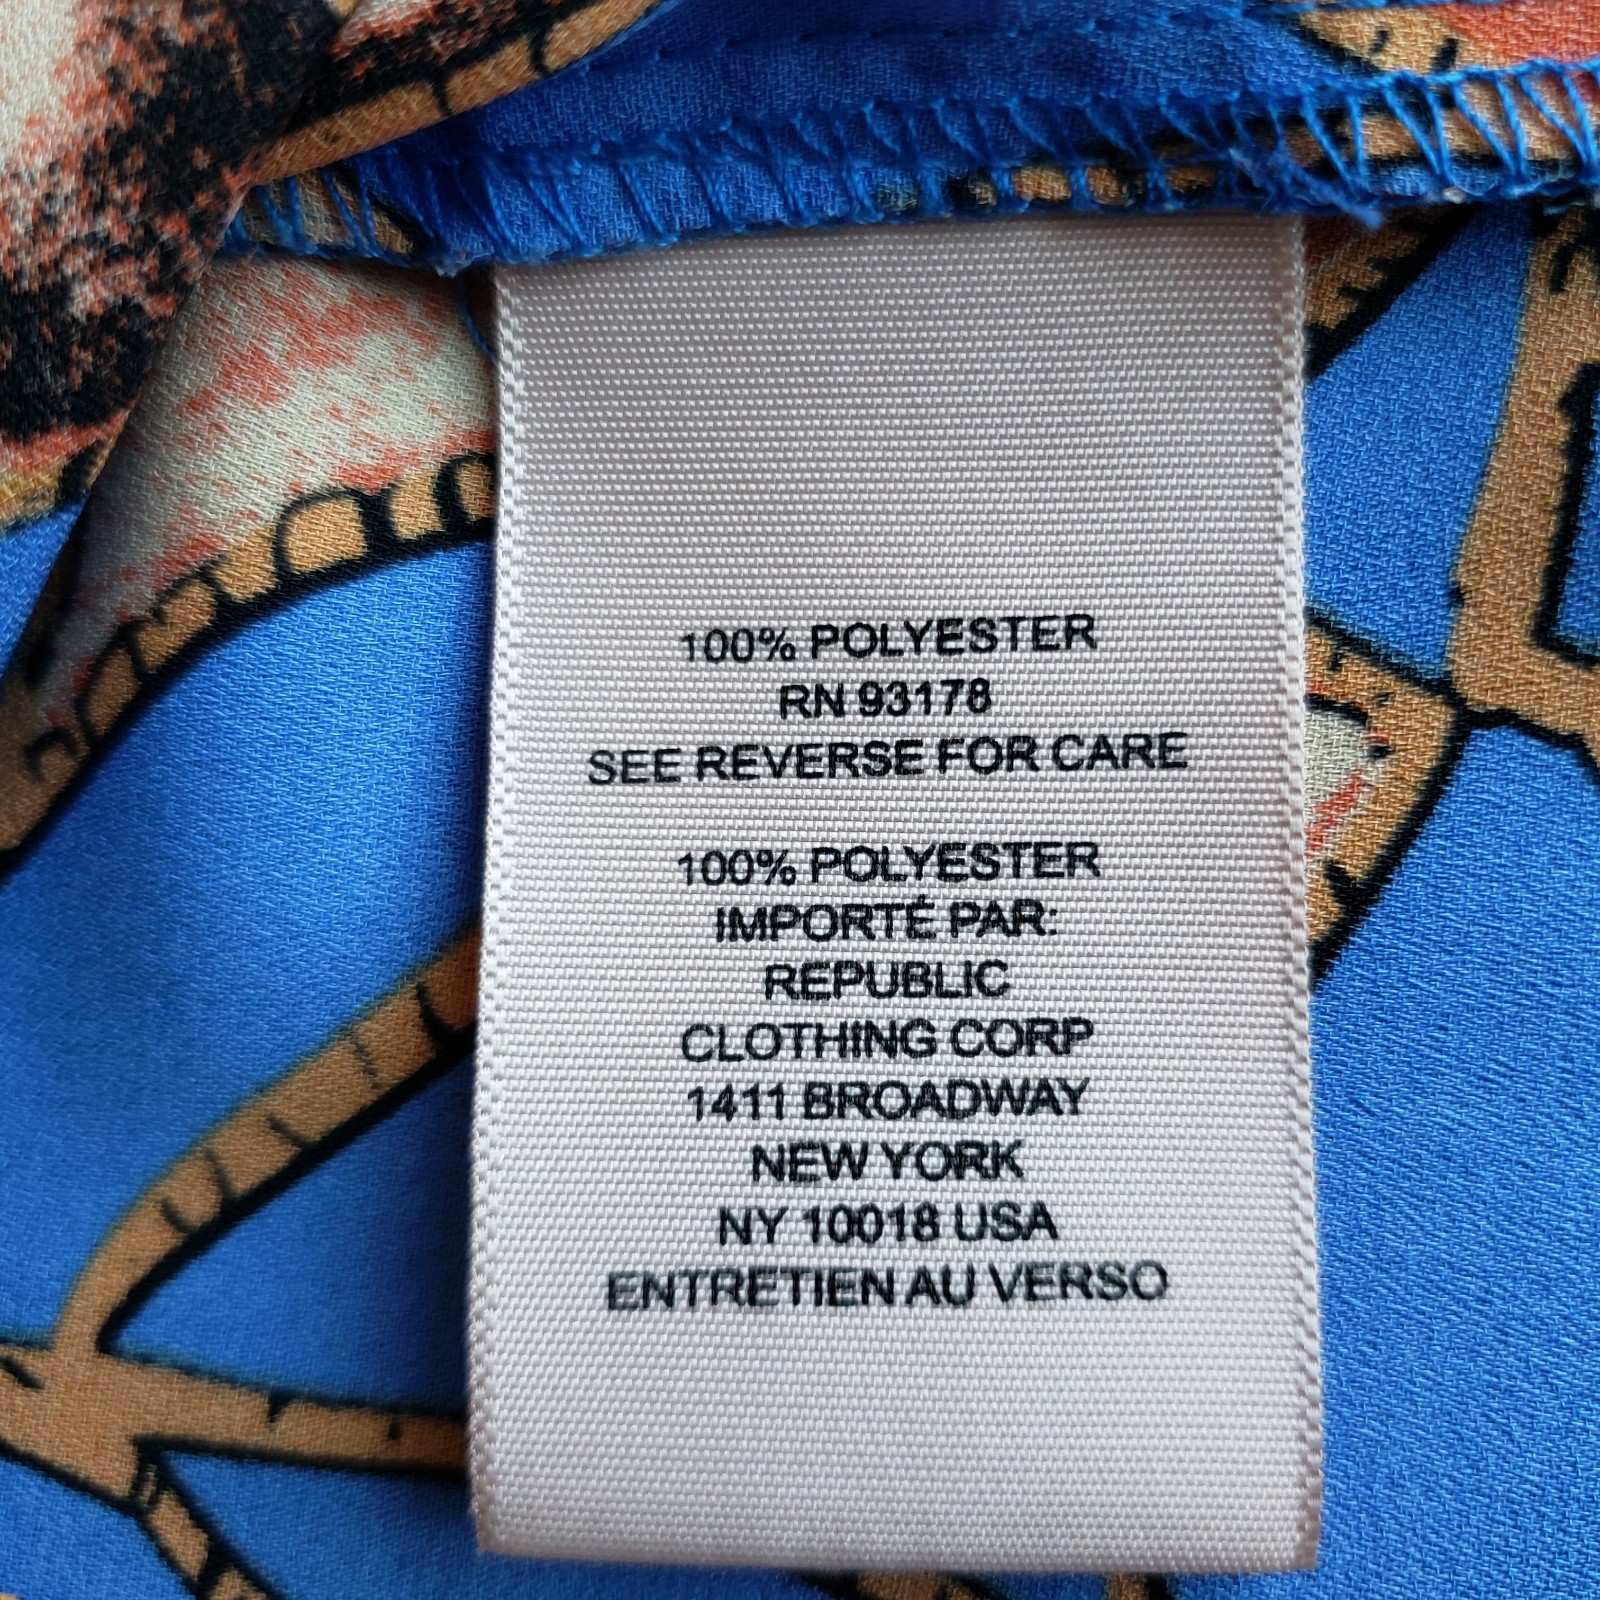 100% POLYESTER
RN 93178
SEE REVERSE FOR CARE
100% POLYESTER
IMPORTÉ PAR:
REPUBLIC
CLOTHING CORP
1411 BROADWAY
NEW YORK
NY 10018 USA
ENTRETIEN AU VERSO